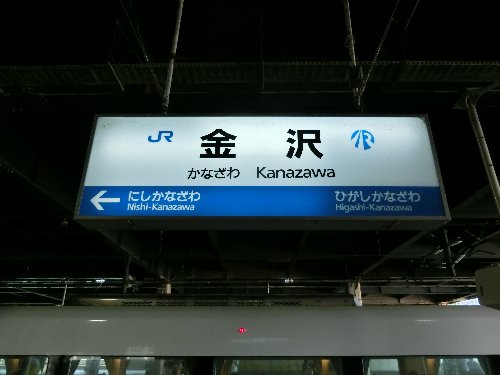 JR 金沢 IR
かなざわ Kanazawa
← にしかなざわ ひがしかなざわ
Nishi-Kanazawa Higashi-Kanazawa